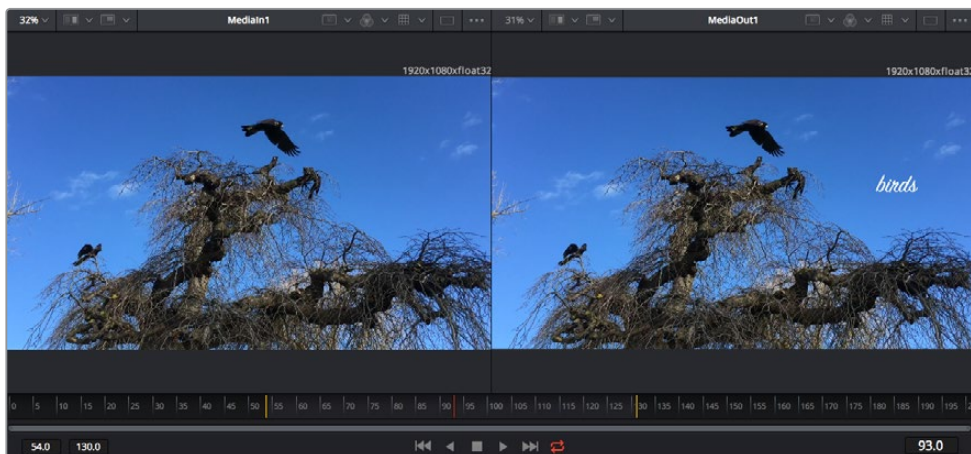 32% MediaIn1 31% MediaOut1
1920x1080xfloat32 1920x1080xfloat32
birds
0 5 10 15 20 25 30 35 40 45 50 55 60 65 70 75 80 85 90 95 100 105 110 115 120 125 30 135 140 145 150 155 160 165 170 175 180 185 190 195
54.0 130.0 93.0